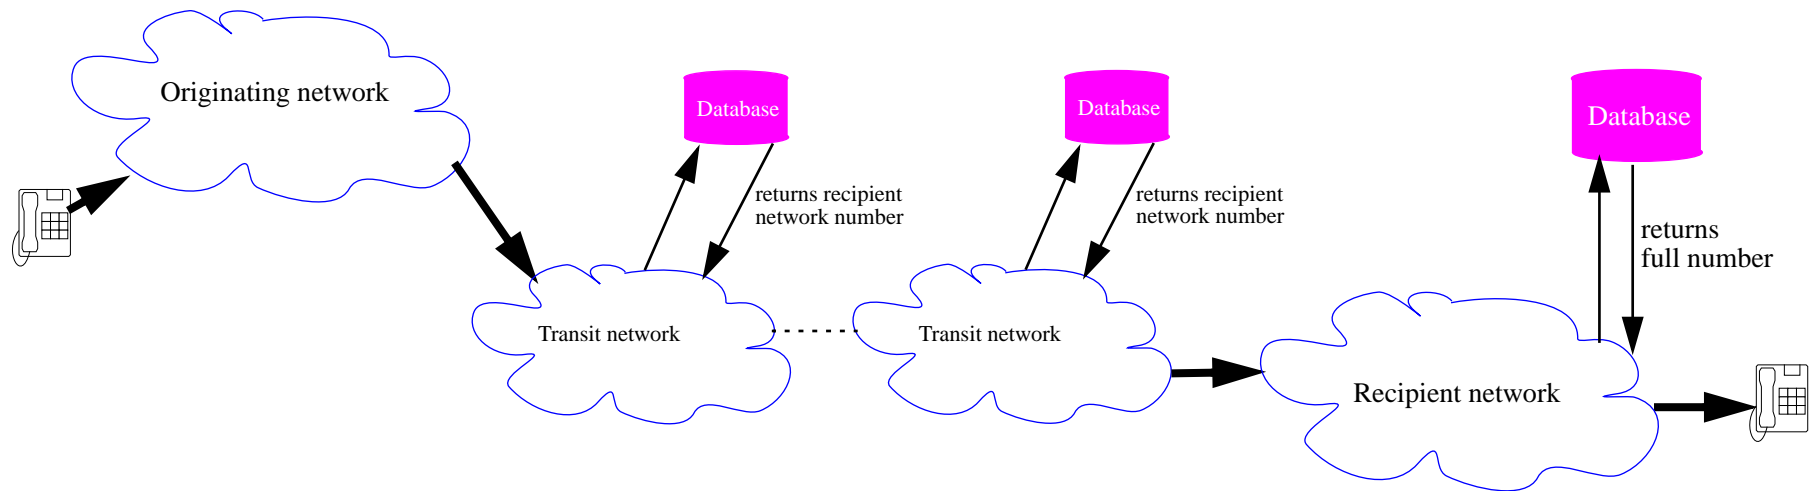 Originating network
Database
returns recipient
network number
Transit network
Database
returns recipient
network number
Transit network
Database
returns
full number
Recipient network